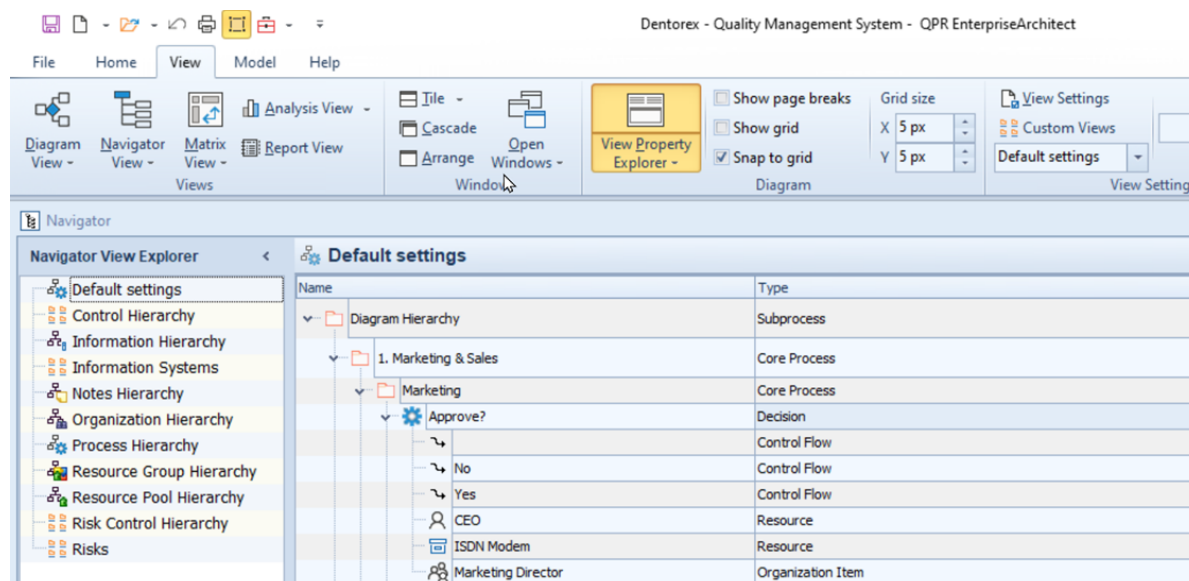 Dentorex - Quality Management System - QPR EnterpriseArchitect
File Home View Model Help
Diagram View
Navigator View
Matrix View
Analysis View
Report View
Views
Tile
Cascade
Arrange
Open Windows
Window
View Property Explorer
Show page breaks
Show grid
Snap to grid
Diagram
Grid size
X 5 px
Y 5 px
View Settings
Custom Views
Default settings
View Setting
Navigator
Navigator View Explorer
Default settings
Control Hierarchy
Information Hierarchy
Information Systems
Notes Hierarchy
Organization Hierarchy
Process Hierarchy
Resource Group Hierarchy
Resource Pool Hierarchy
Risk Control Hierarchy
Risks
Default settings
Name Type
Diagram Hierarchy Subprocess
1. Marketing & Sales Core Process
Marketing Core Process
Approve? Decision
Control Flow
No Control Flow
Yes Control Flow
CEO Resource
ISDN Modem Resource
Marketing Director Organization Item